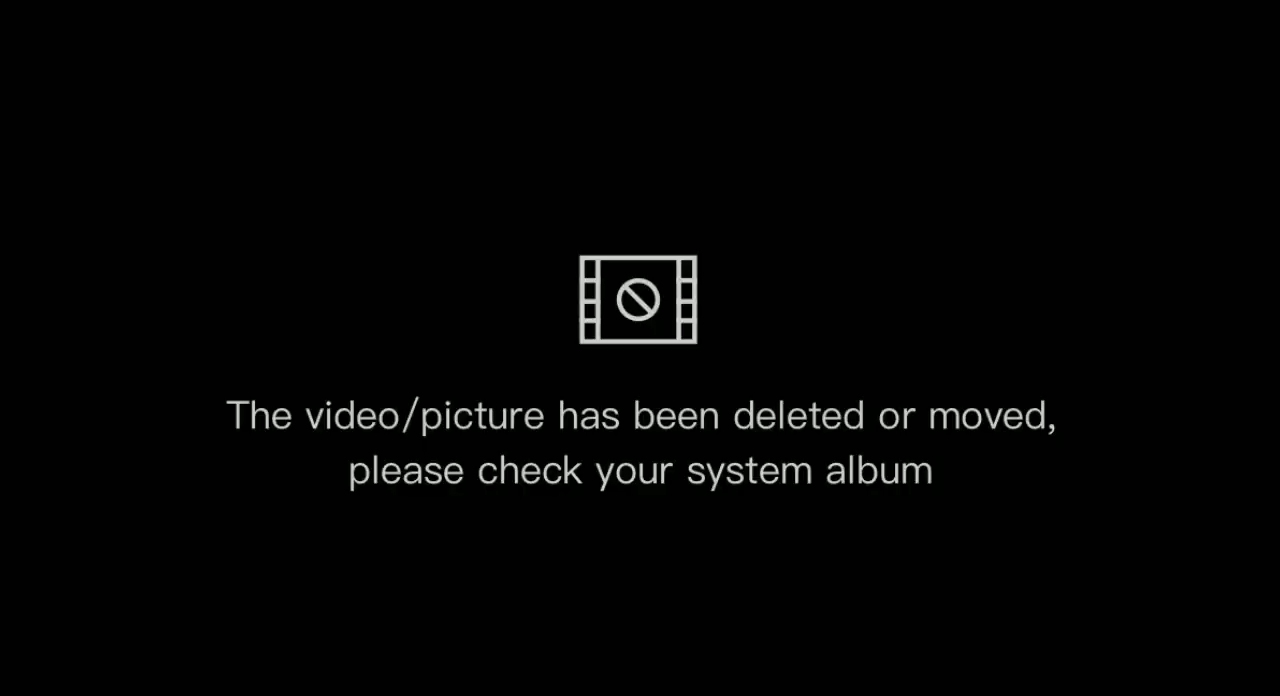 The video/picture has been deleted or moved,
please check your system album